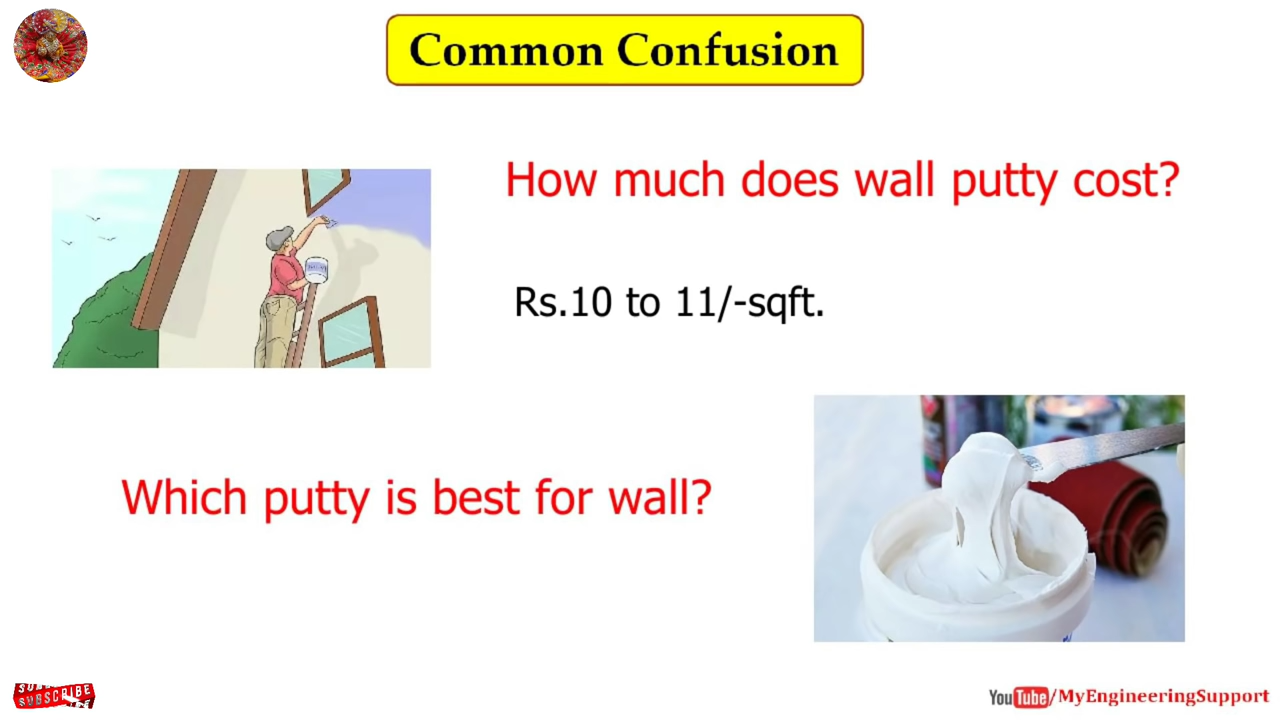 Common Confusion
How much does wall putty cost?
Rs.10 to 11/-sqft.
Which putty is best for wall?
SUBSCRIBE
YouTube/MyEngineeringSupport